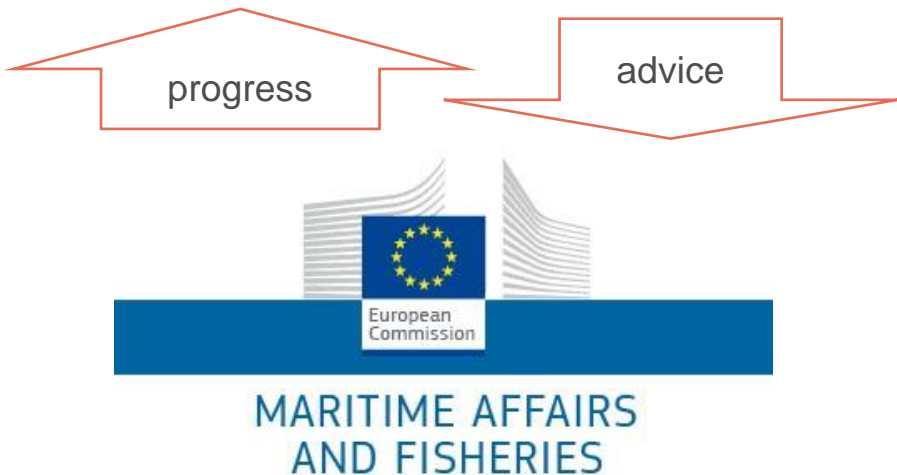 progress
advice
European
Commission
MARITIME AFFAIRS
AND FISHERIES